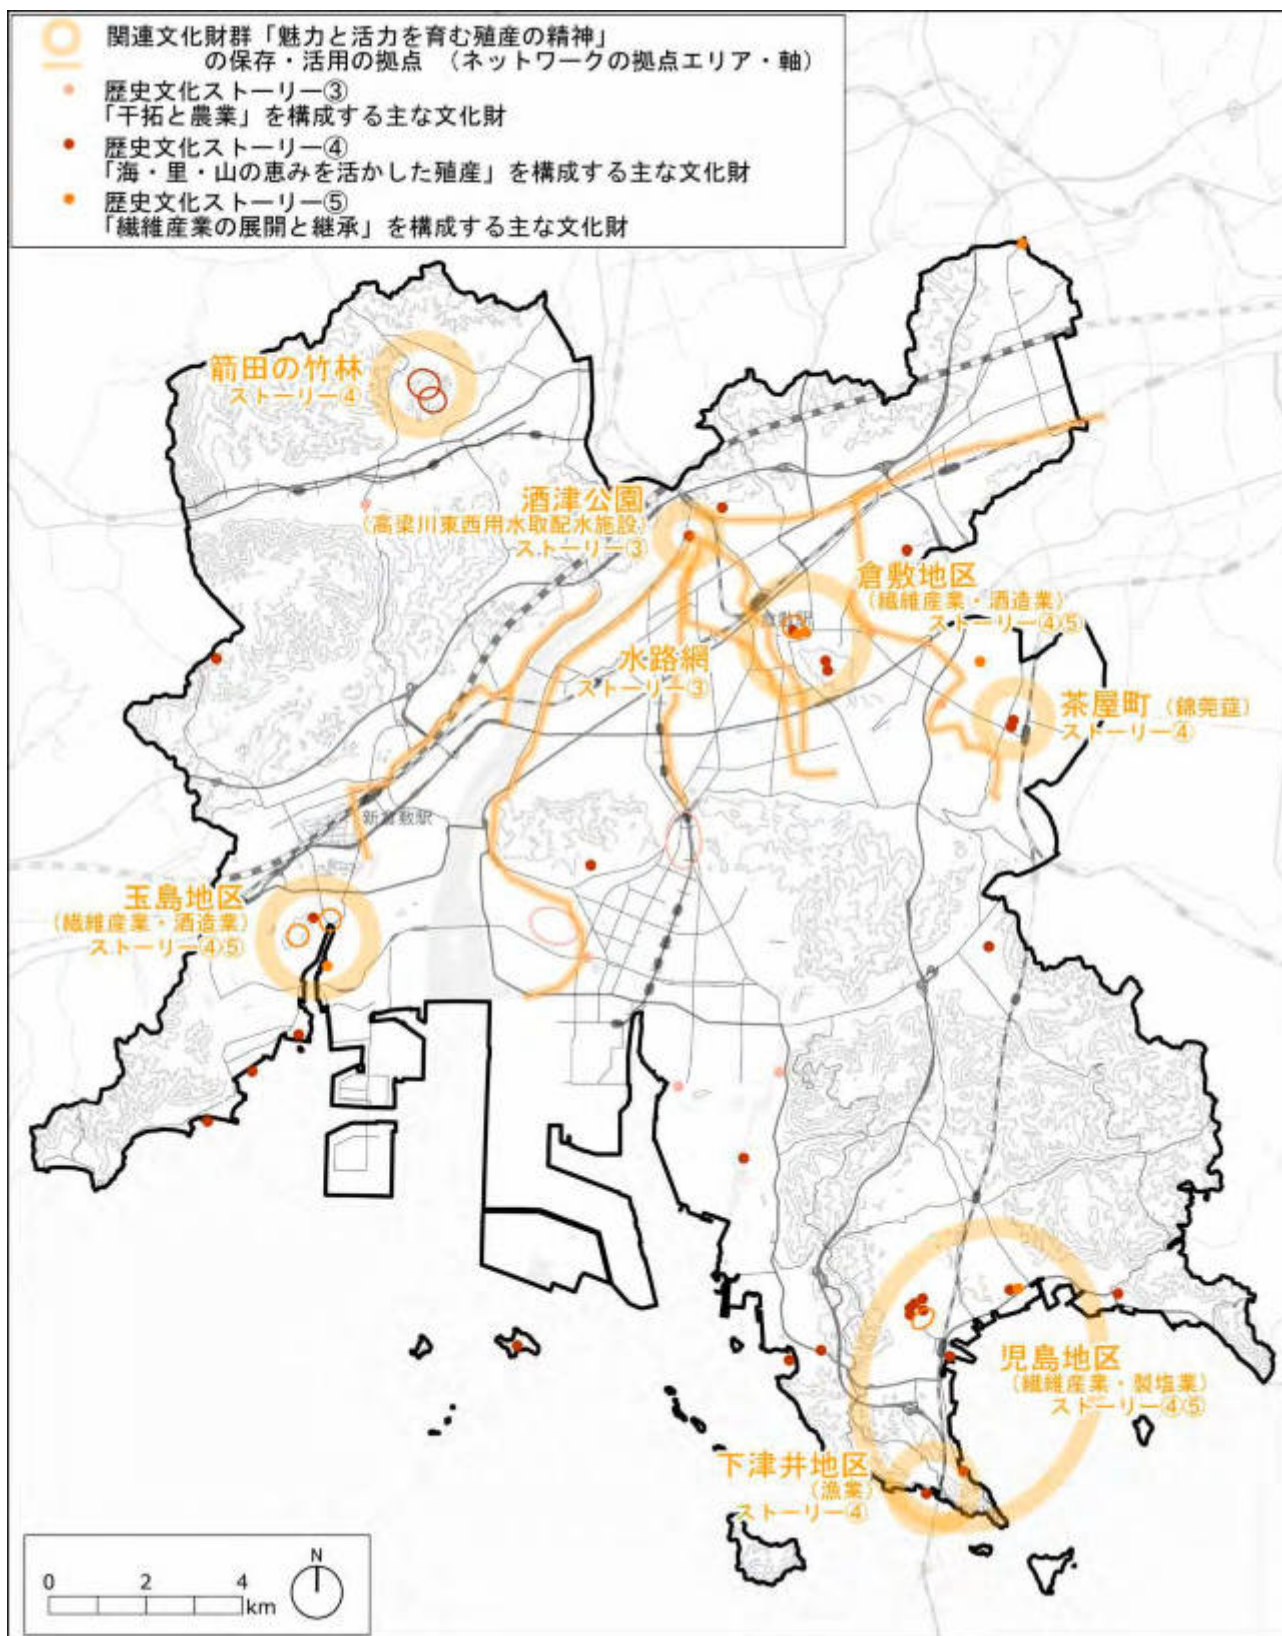 関連文化財群「魅力と活力を育む殖産の精神」
の保存・活用の拠点 (ネットワークの拠点エリア・軸)
歴史文化ストーリー③
「干拓と農業」を構成する主な文化財
歴史文化ストーリー④
「海・里・山の恵みを活かした殖産」を構成する主な文化財
歴史文化ストーリー⑤
「繊維産業の展開と継承」を構成する主な文化財
箭田の竹林
ストーリー④
酒津公園
(高梁川東西用水取配水施設)
ストーリー③
倉敷地区
(繊維産業・酒造業)
ストーリー④⑤
倉敷駅
水路網
ストーリー③
茶屋町 (錦莞莚)
ストーリー④
新倉敷駅
玉島地区
(繊維産業・酒造業)
ストーリー④⑤
児島地区
(繊維産業・製塩業)
ストーリー④⑤
下津井地区
(漁業)
ストーリー④
N
0 2 4
km